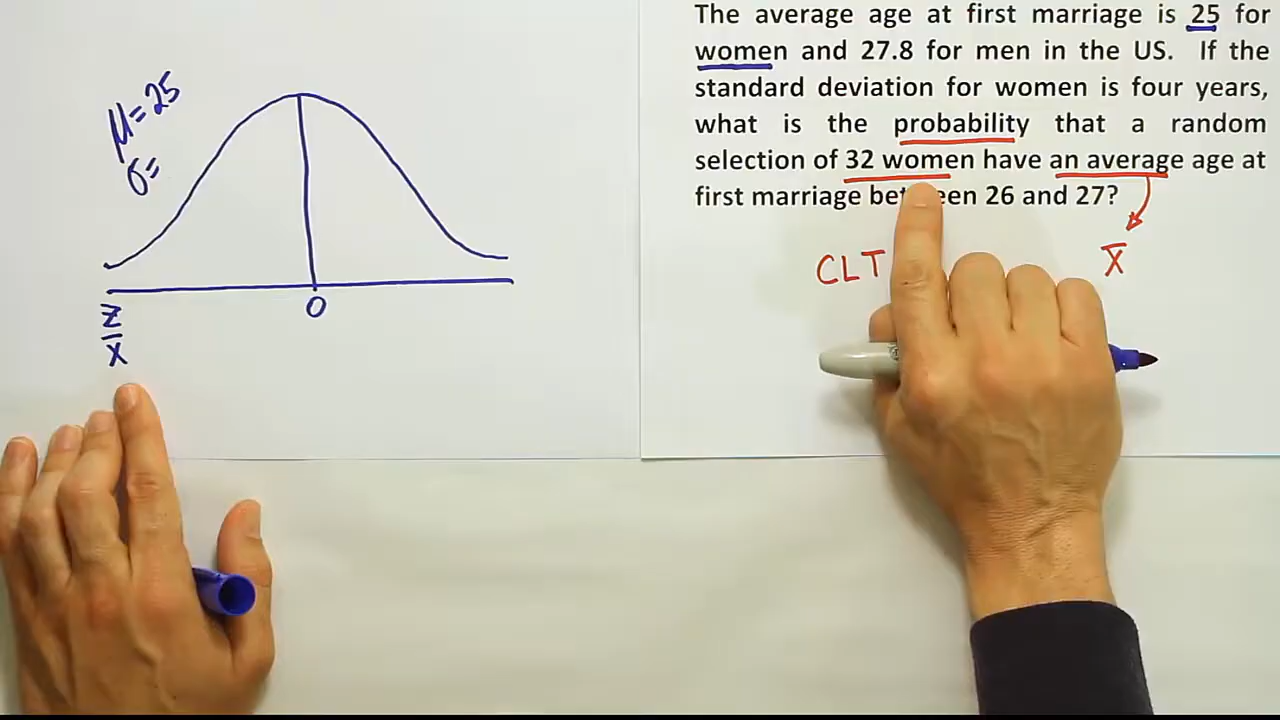 μ = 25
σ =
0
Z
X
The average age at first marriage is 25 for
women and 27.8 for men in the US. If the
standard deviation for women is four years,
what is the probability that a random
selection of 32 women have an average age at
first marriage between 26 and 27?
CLT
X̅